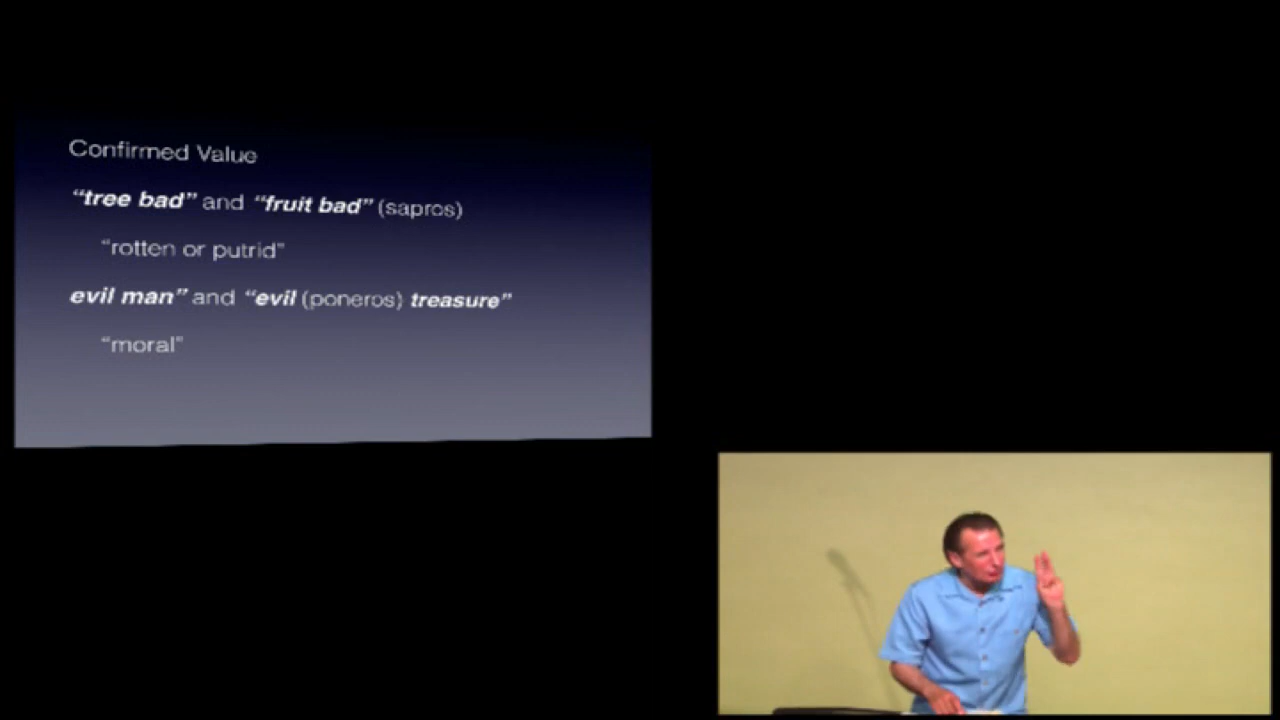 Confirmed Value
“tree bad” and “fruit bad” (sapros)
“rotten or putrid”
evil man” and “evil (poneros) treasure”
“moral”